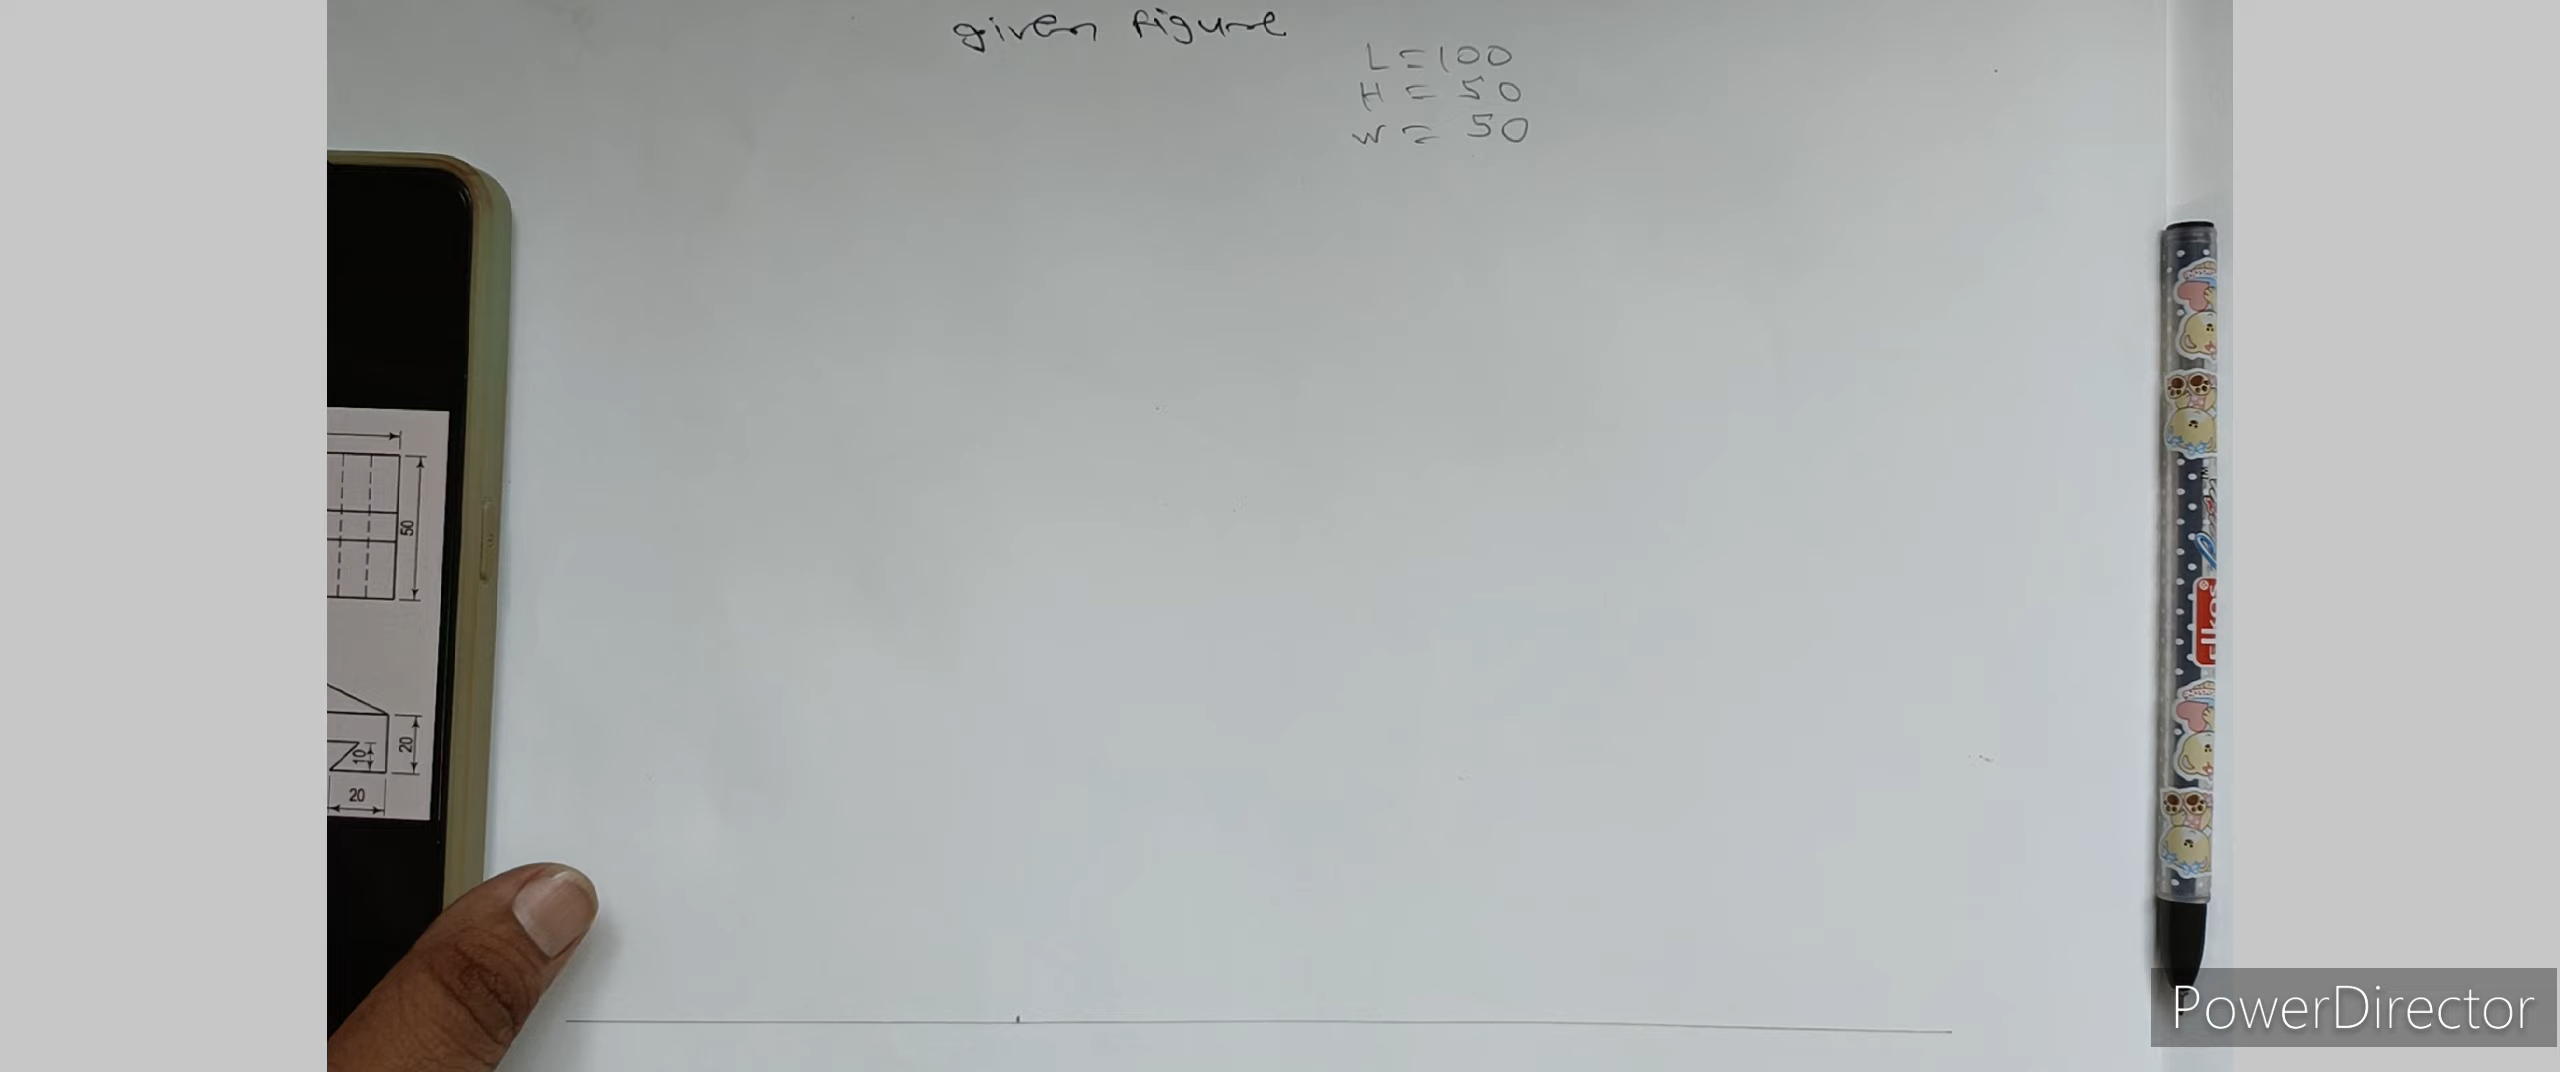 given figure
L = 100
H = 50
W = 50
50
20
10
20
PowerDirector